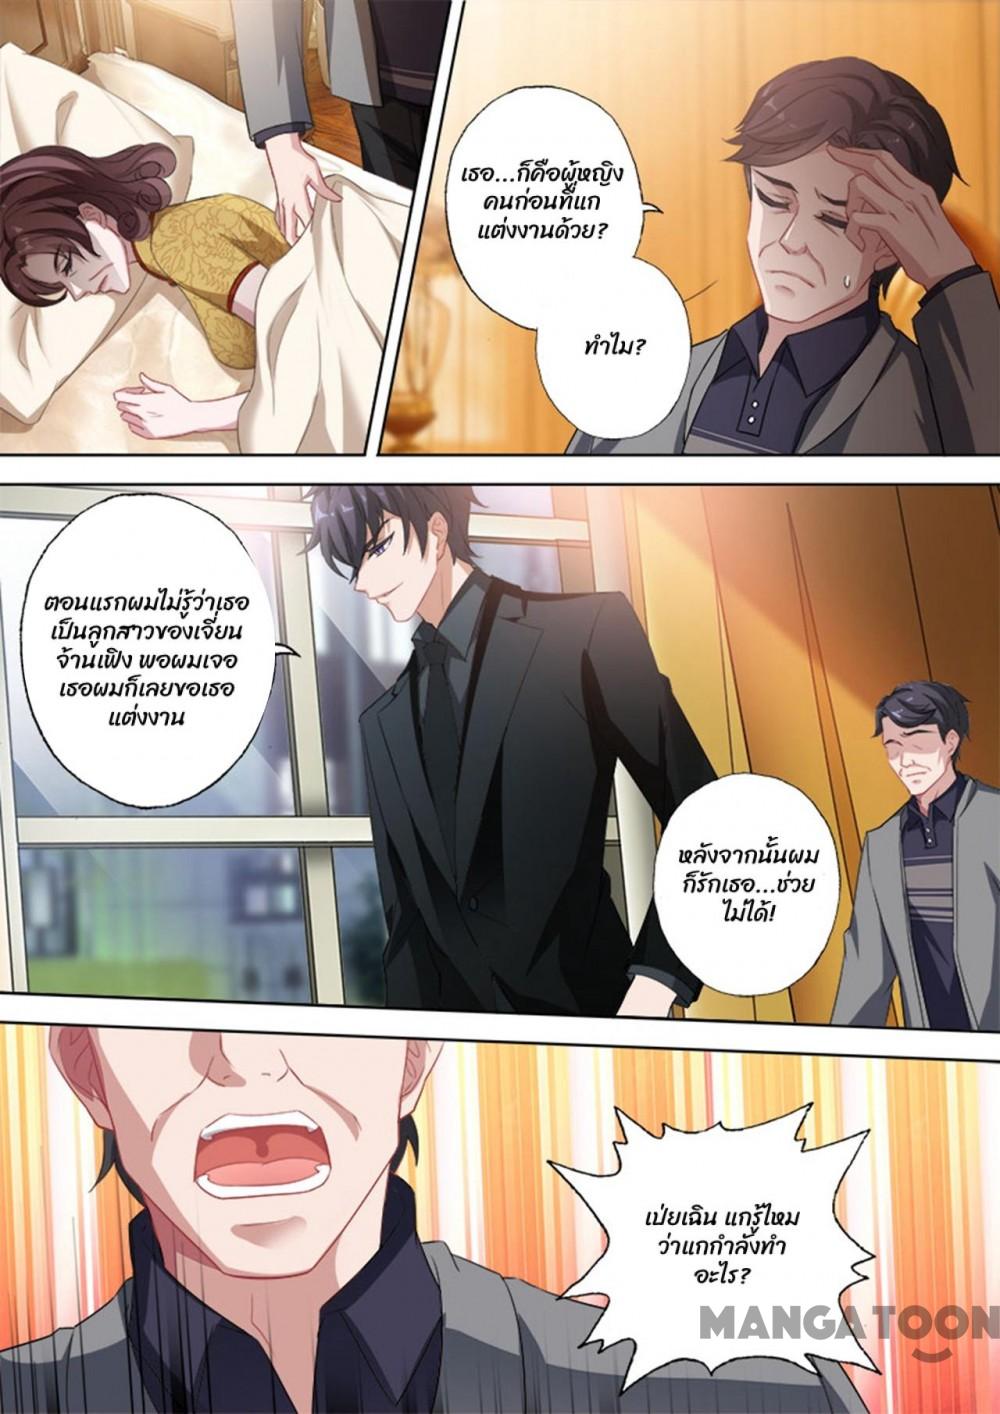 เธอ...ก็คือผู้หญิง
คนก่อนที่แก
แต่งงานด้วย?
ทำไม?
ตอนแรกผมไม่รู้ว่าเธอ
เป็นลูกสาวของเจี่ยน
จ้านเฟิง พอผมเจอ
เธอผมก็เลยขอเธอ
แต่งงาน
หลังจากนั้นผม
ก็รักเธอ...ช่วย
ไม่ได้!
เป่ยเฉิน แกรู้ไหม
ว่าแกกำลังทำ
อะไร?
MANGATOON